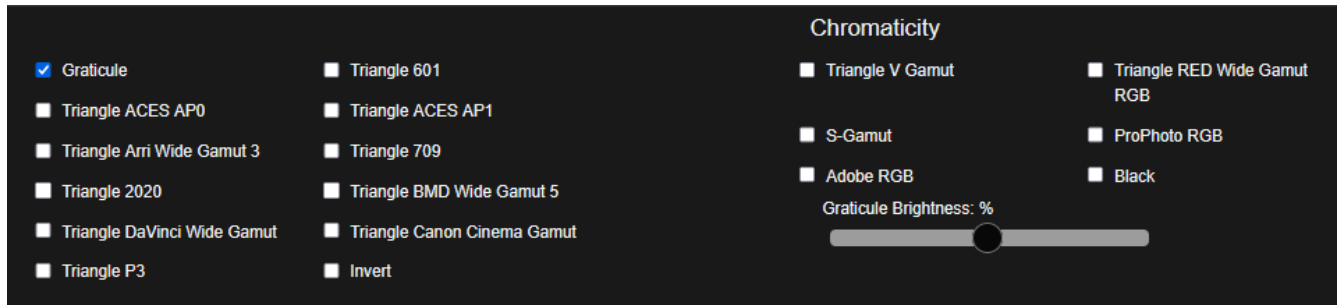 Chromaticity
Graticule
Triangle 601
Triangle V Gamut
Triangle RED Wide Gamut
RGB
Triangle ACES AP0
Triangle ACES AP1
S-Gamut
ProPhoto RGB
Triangle Arri Wide Gamut 3
Triangle 709
Adobe RGB
Black
Triangle 2020
Triangle BMD Wide Gamut 5
Graticule Brightness: %
Triangle DaVinci Wide Gamut
Triangle Canon Cinema Gamut
Triangle P3
Invert